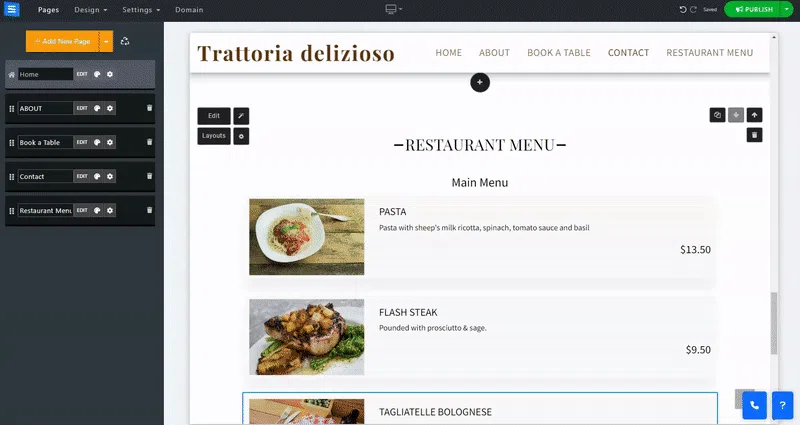 Pages Design Settings Domain Saved PUBLISH
+ Add New Page
Home EDIT
ABOUT EDIT
Book a Table EDIT
Contact EDIT
Restaurant Menu EDIT
Trattoria delizioso
HOME ABOUT BOOK A TABLE CONTACT RESTAURANT MENU
+
Edit
Layouts
–RESTAURANT MENU–
Main Menu
PASTA
Pasta with sheep's milk ricotta, spinach, tomato sauce and basil
$13.50
FLASH STEAK
Pounded with prosciutto & sage.
$9.50
TAGLIATELLE BOLOGNESE
?